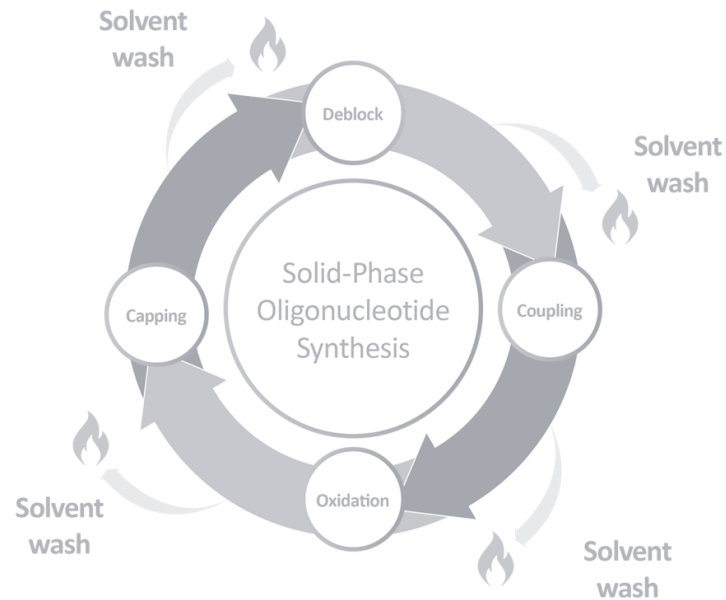 Solvent
wash
Deblock
Solvent
wash
Solid-Phase
Oligonucleotide
Synthesis
Capping
Coupling
Oxidation
Solvent
wash
Solvent
wash